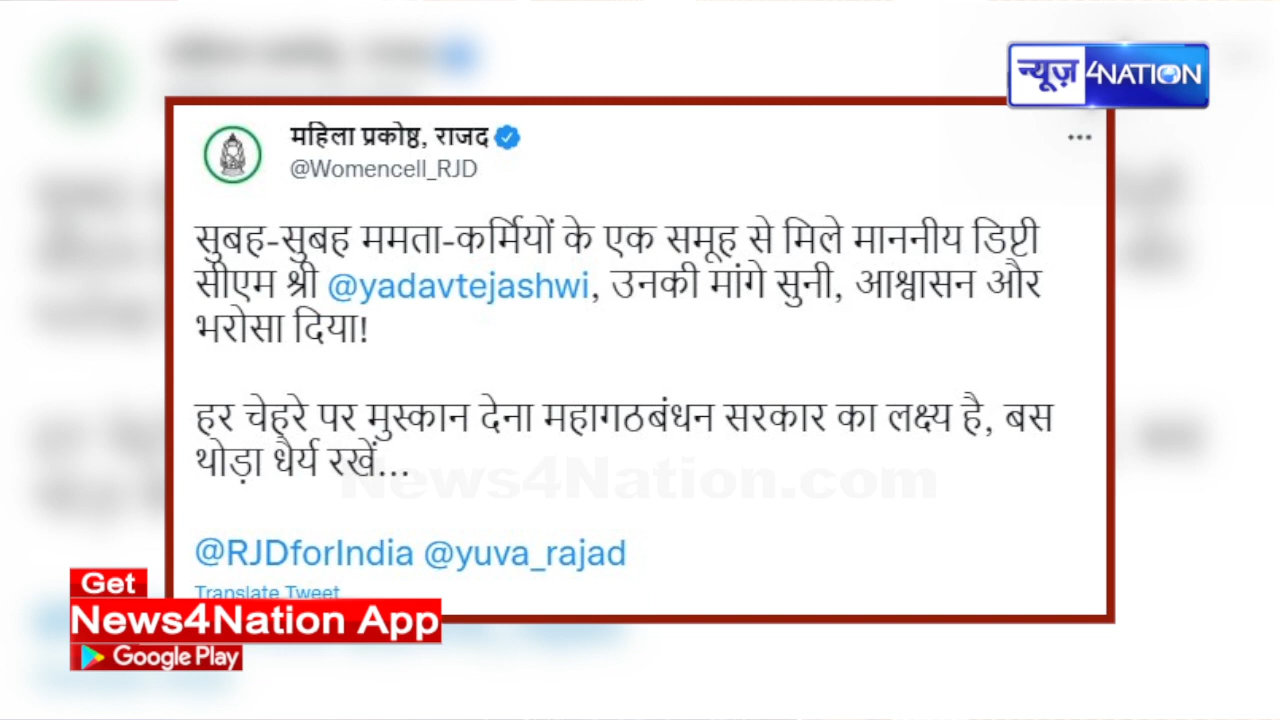 न्यूज़ 4NATION
महिला प्रकोष्ठ, राजद
@Womencell_RJD
सुबह-सुबह ममता-कर्मियों के एक समूह से मिले माननीय डिप्टी
सीएम श्री @yadavtejashwi, उनकी मांगे सुनी, आश्वासन और
भरोसा दिया!
हर चेहरे पर मुस्कान देना महागठबंधन सरकार का लक्ष्य है, बस
थोड़ा धैर्य रखें...
News4Nation.com
@RJDforIndia @yuva_rajad
Translate Tweet
Get
News4Nation App
Google Play